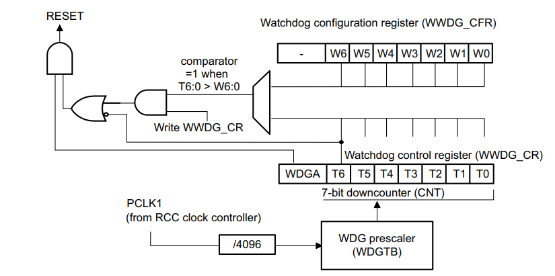 RESET
Watchdog configuration register (WWDG_CFR)
- W6 W5 W4 W3 W2 W1 W0
comparator
=1 when
T6:0 > W6:0
Write WWDG_CR
Watchdog control register (WWDG_CR)
WDGA T6 T5 T4 T3 T2 T1 T0
7-bit downcounter (CNT)
PCLK1
(from RCC clock controller)
/4096
WDG prescaler
(WDGTB)